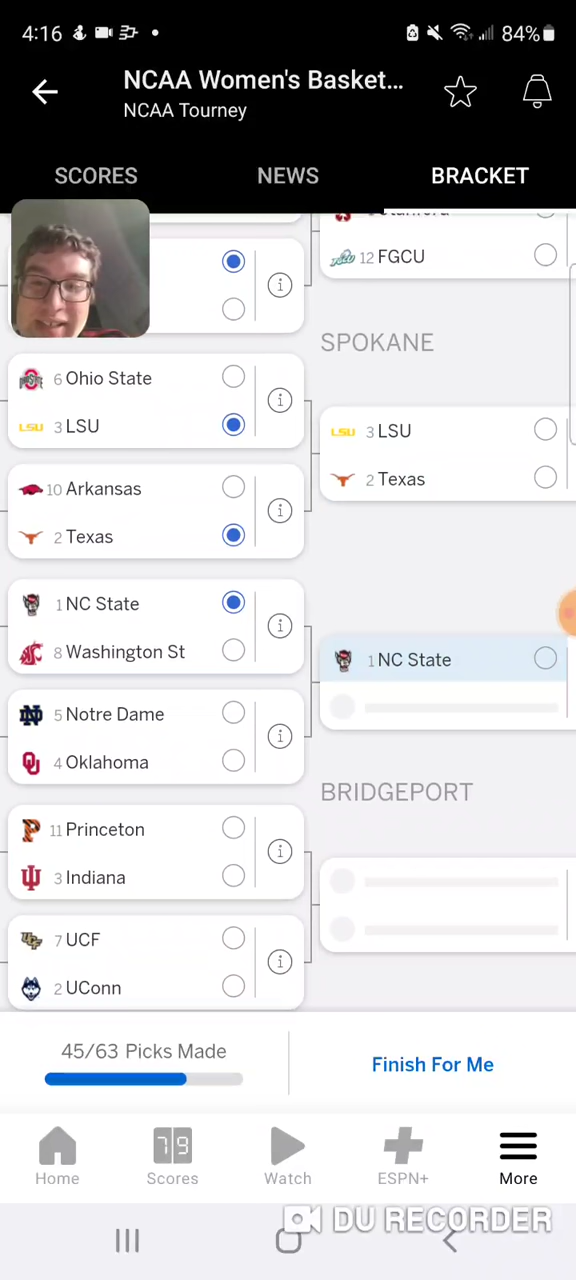 4:16
84%
NCAA Women's Basket...
NCAA Tourney
SCORES
NEWS
BRACKET
12 FGCU
SPOKANE
6 Ohio State
LSU 3 LSU
LSU 3 LSU
2 Texas
10 Arkansas
2 Texas
1 NC State
8 Washington St
1 NC State
5 Notre Dame
4 Oklahoma
BRIDGEPORT
11 Princeton
3 Indiana
7 UCF
2 UConn
45/63 Picks Made
Finish For Me
Home
Scores
Watch
ESPN+
More
DU RECORDER